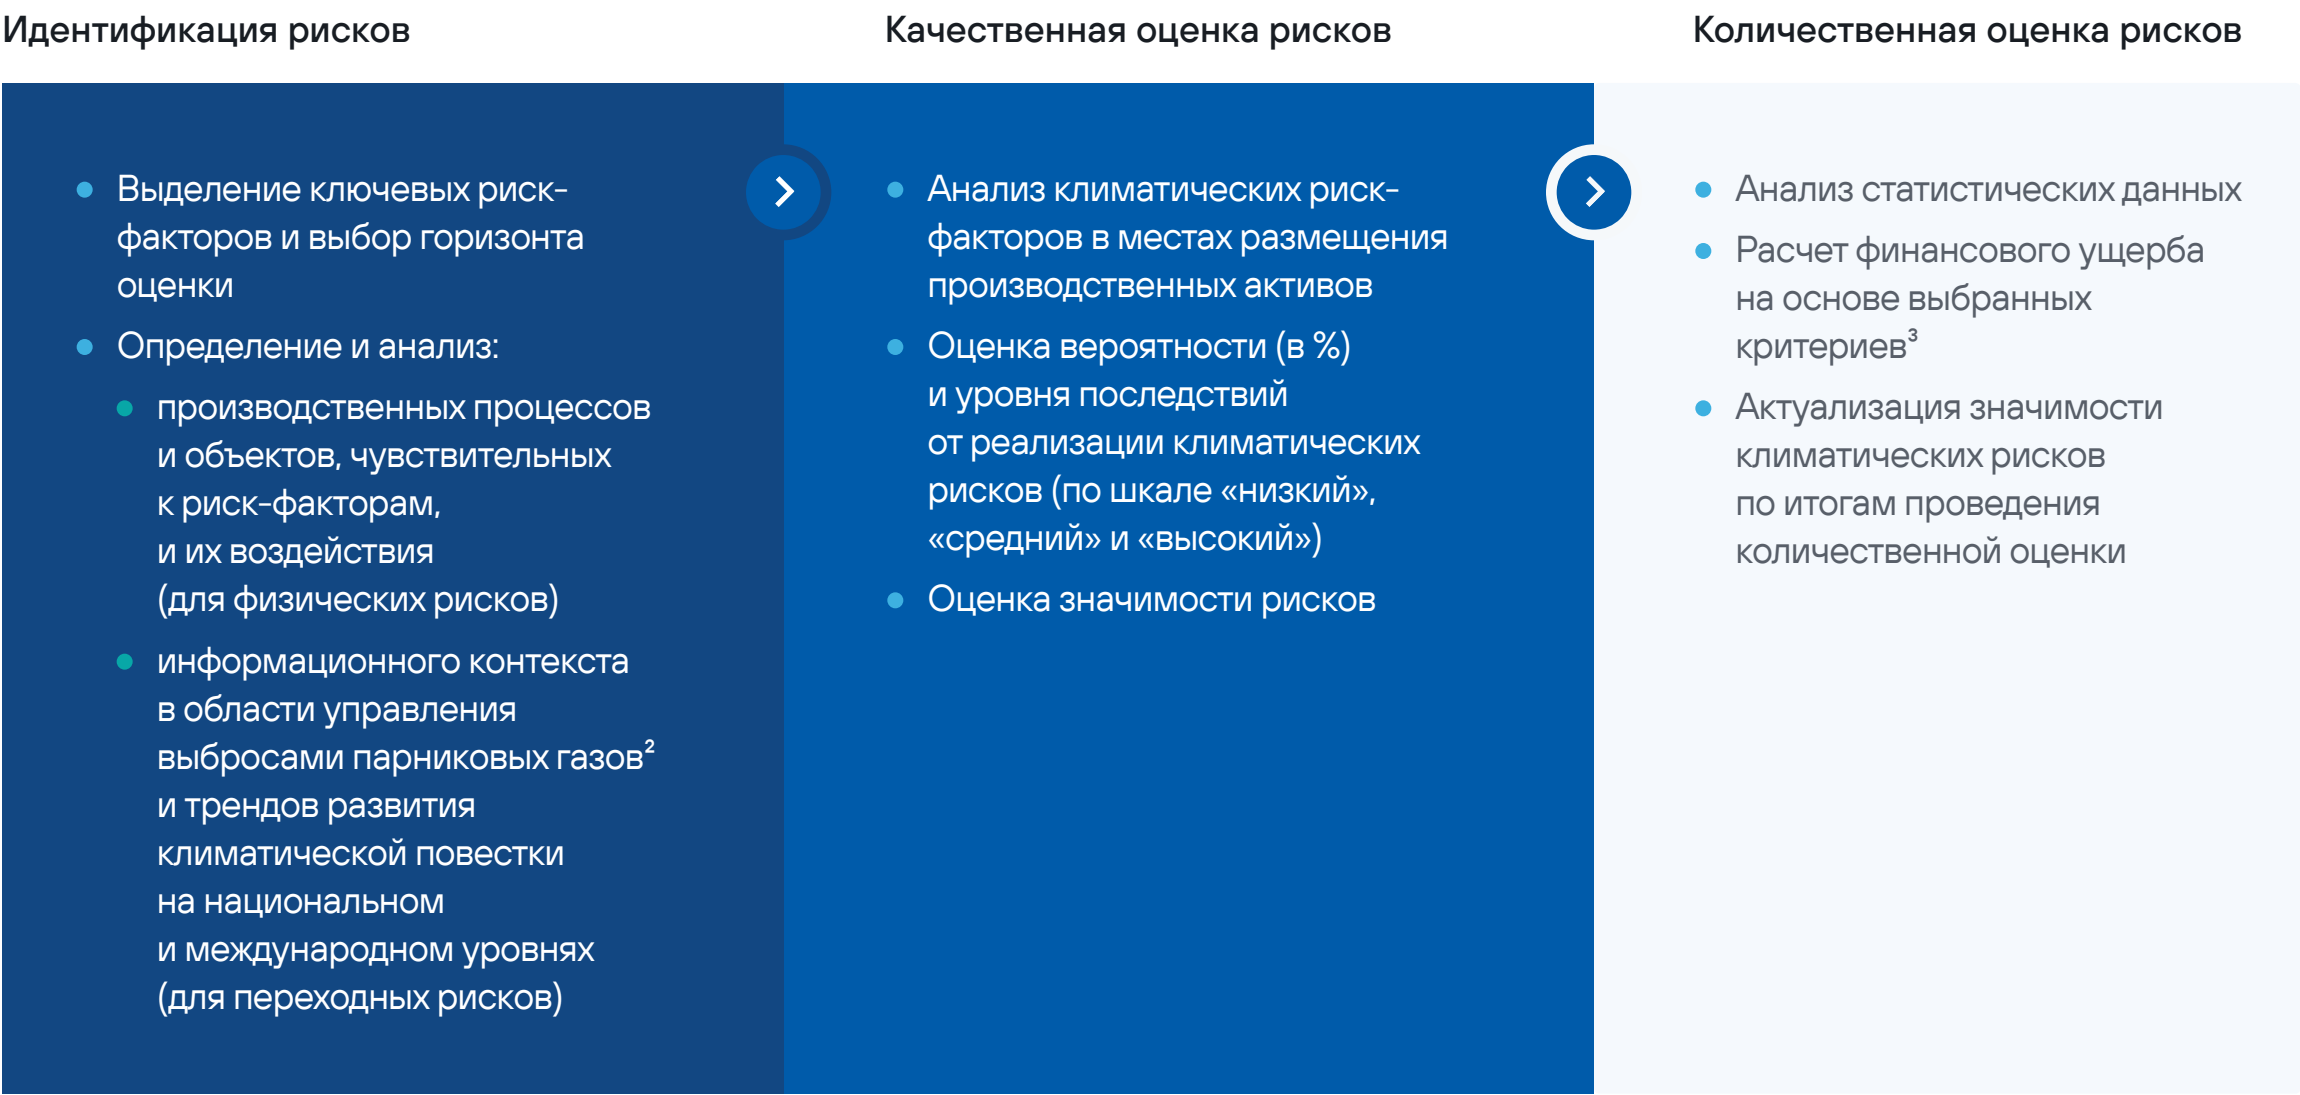 Идентификация рисков
Выделение ключевых риск-
факторов и выбор горизонта
оценки
Определение и анализ:
производственных процессов
и объектов, чувствительных
к риск-факторам,
и их воздействия
(для физических рисков)
информационного контекста
в области управления
выбросами парниковых газов²
и трендов развития
климатической повестки
на национальном
и международном уровнях
(для переходных рисков)
Качественная оценка рисков
Анализ климатических риск-
факторов в местах размещения
производственных активов
Оценка вероятности (в %)
и уровня последствий
от реализации климатических
рисков (по шкале «низкий»,
«средний» и «высокий»)
Оценка значимости рисков
Количественная оценка рисков
Анализ статистических данных
Расчет финансового ущерба
на основе выбранных
критериев³
Актуализация значимости
климатических рисков
по итогам проведения
количественной оценки